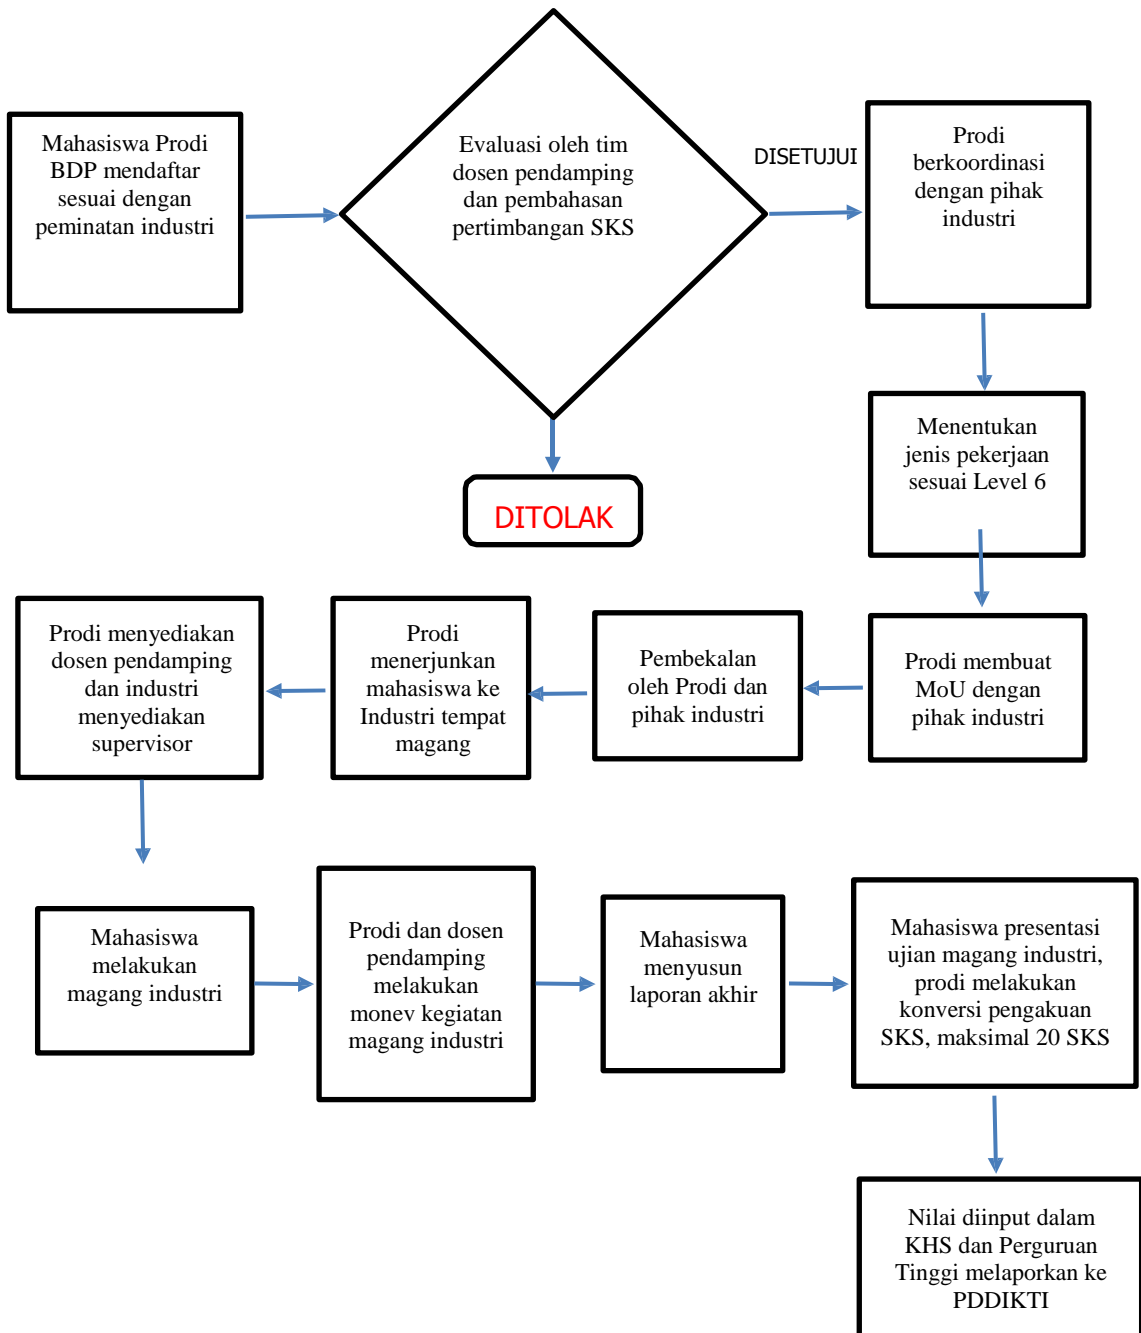 Mahasiswa Prodi
BDP mendaftar
sesuai dengan
peminatan industri
Evaluasi oleh tim
dosen pendamping
dan pembahasan
pertimbangan SKS
DISETUJUI
Prodi
berkoordinasi
dengan pihak
industri
DITOLAK
Menentukan
jenis pekerjaan
sesuai Level 6
Prodi membuat
MoU dengan
pihak industri
Pembekalan
oleh Prodi dan
pihak industri
Prodi
menerjunkan
mahasiswa ke
Industri tempat
magang
Prodi menyediakan
dosen pendamping
dan industri
menyediakan
supervisor
Mahasiswa
melakukan
magang industri
Prodi dan dosen
pendamping
melakukan
monev kegiatan
magang industri
Mahasiswa
menyusun
laporan akhir
Mahasiswa presentasi
ujian magang industri,
prodi melakukan
konversi pengakuan
SKS, maksimal 20 SKS
Nilai diinput dalam
KHS dan Perguruan
Tinggi melaporkan ke
PDDIKTI